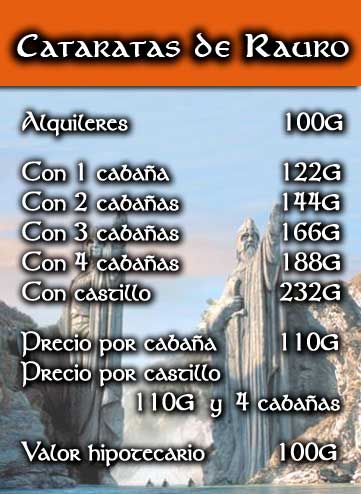 Cataratas de Rauro
Alquileres 100G
Con 1 cabaña 122G
Con 2 cabañas 144G
Con 3 cabañas 166G
Con 4 cabañas 188G
Con castillo 232G
Precio por cabaña 110G
Precio por castillo
110G y 4 cabañas
Valor hipotecario 100G